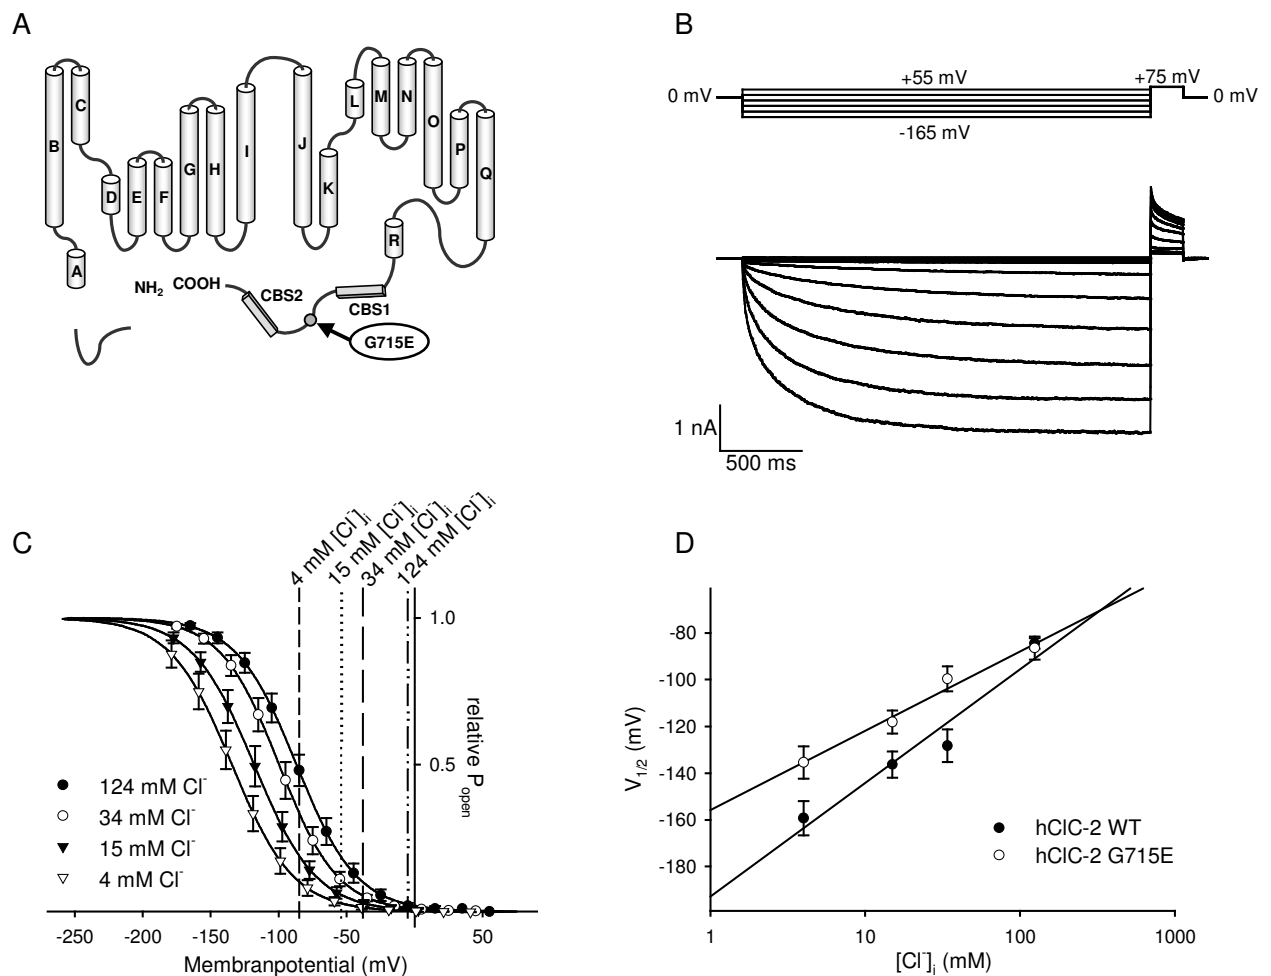 A
B
C
B
D
E
F
G
H
I
J
K
L
M
N
O
P
Q
R
A
NH2 COOH
CBS2
CBS1
G715E
B
+55 mV
+75 mV
0 mV
0 mV
-165 mV
1 nA
500 ms
C
4 mM [Cl-]i
15 mM [Cl-]i
34 mM [Cl-]i
124 mM [Cl-]i
1.0
0.5
relative Popen
124 mM Cl-
34 mM Cl-
15 mM Cl-
4 mM Cl-
-250 -200 -150 -100 -50 50
Membranpotential (mV)
D
-80
-100
-120
-140
-160
-180
V1/2 (mV)
hClC-2 WT
hClC-2 G715E
1 10 100 1000
[Cl-]i (mM)